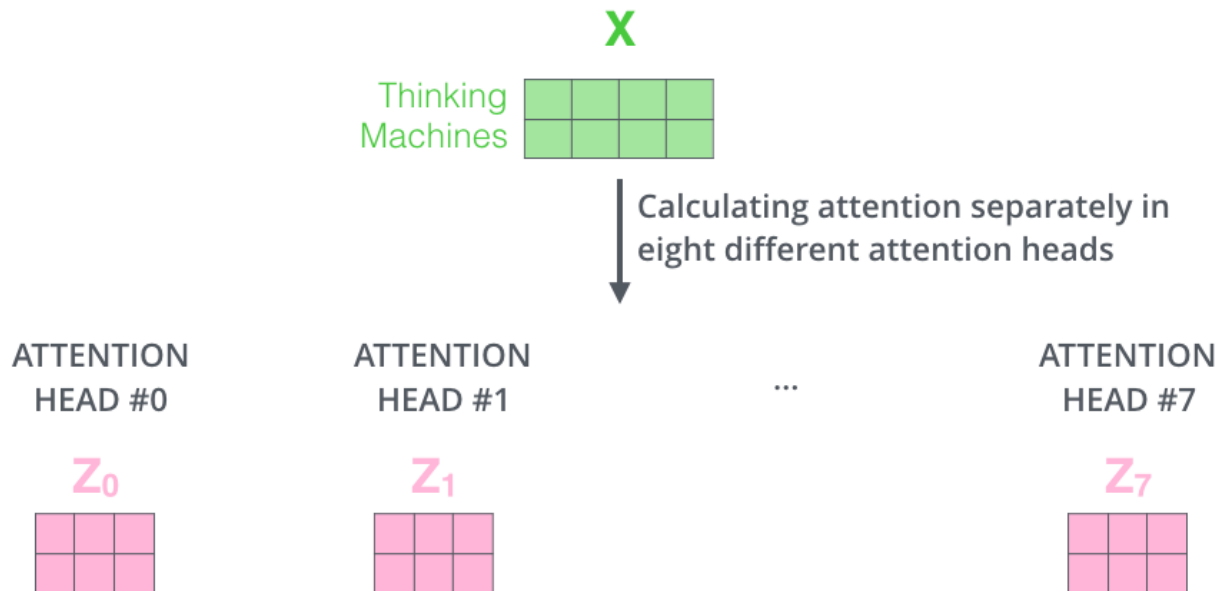 X
Thinking
Machines
Calculating attention separately in
eight different attention heads
ATTENTION
HEAD #0
ATTENTION
HEAD #1
...
ATTENTION
HEAD #7
Z₀
Z₁
Z₇